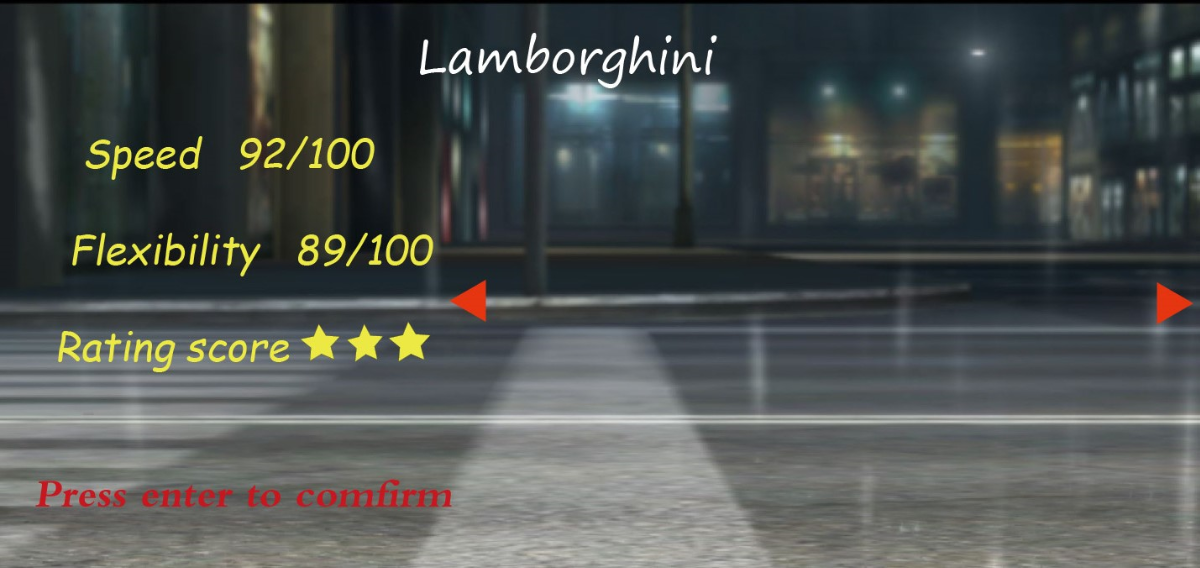 Lamborghini
Speed 92/100
Flexibility 89/100
Rating score
Press enter to comfirm